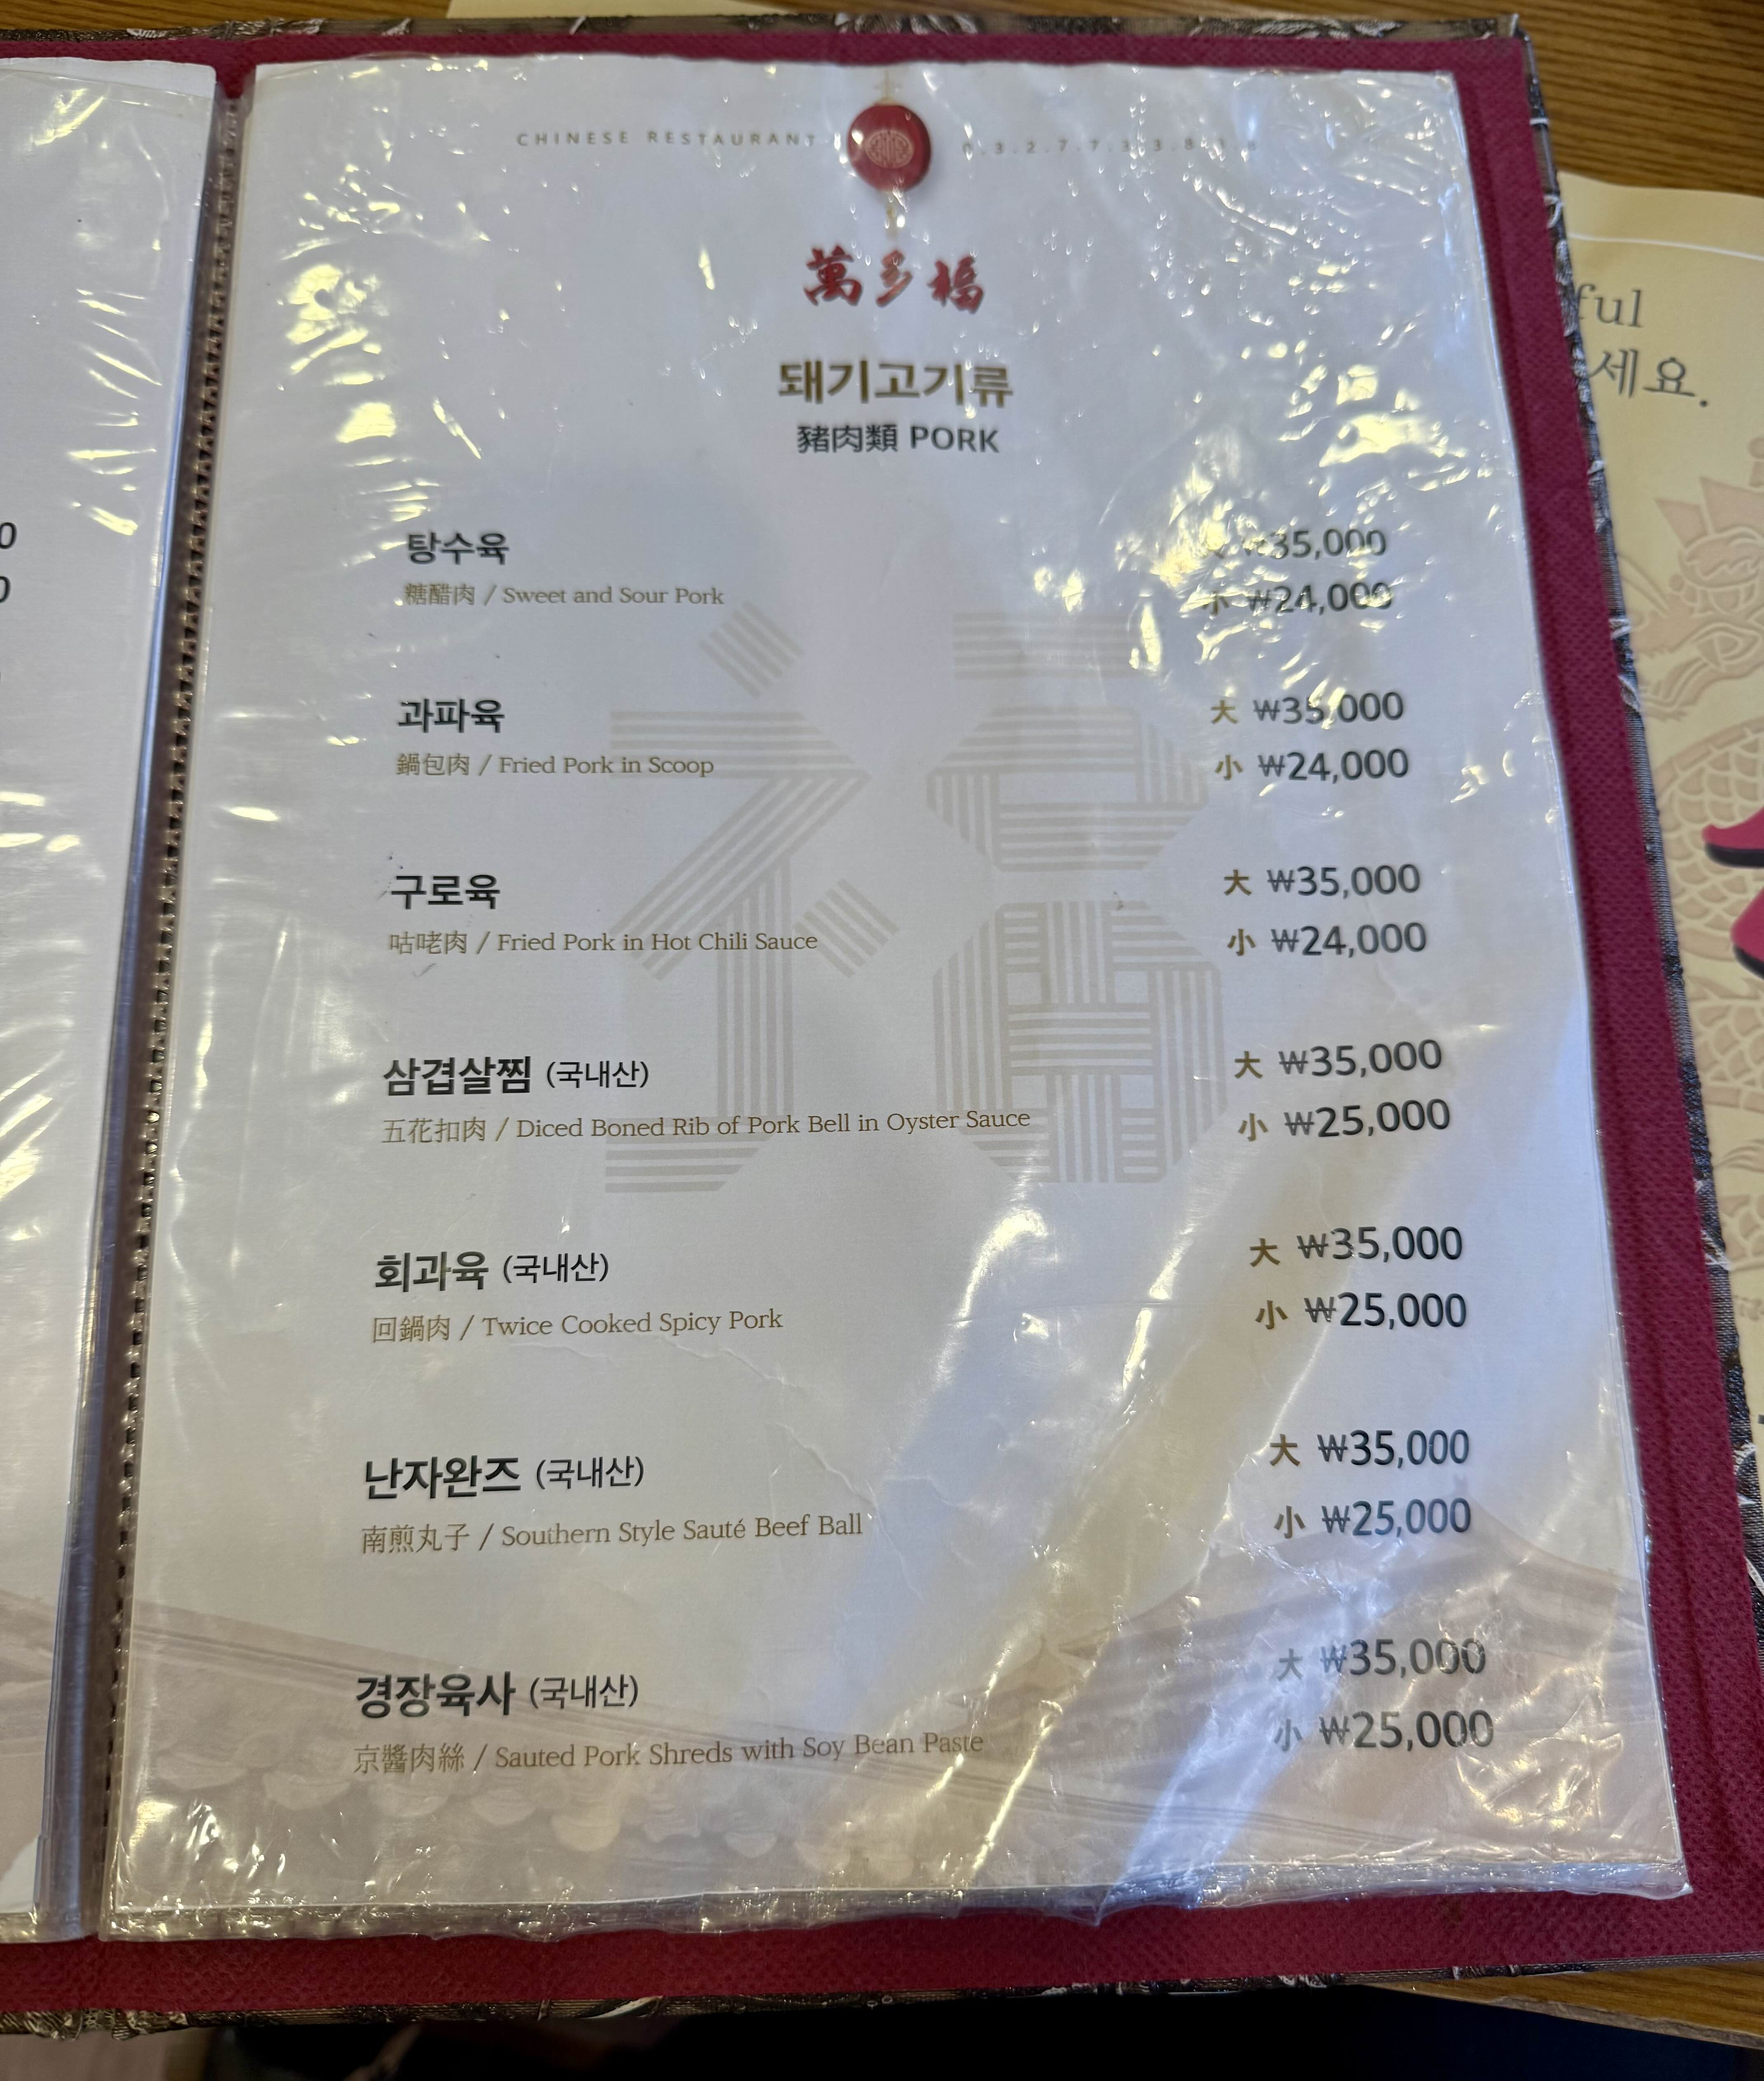 CHINESE RESTAURANT
萬多福
돼기고기류
豬肉類 PORK
탕수육
₩35,000
糖醋肉 / Sweet and Sour Pork
小 ₩24,000
과파육
大 ₩35,000
鍋包肉 / Fried Pork in Scoop
小 ₩24,000
구로육
大 ₩35,000
咕咾肉 / Fried Pork in Hot Chili Sauce
小 ₩24,000
삼겹살찜 (국내산)
大 ₩35,000
五花扣肉 / Diced Boned Rib of Pork Bell in Oyster Sauce
小 ₩25,000
회과육 (국내산)
大 ₩35,000
回鍋肉 / Twice Cooked Spicy Pork
小 ₩25,000
난자완즈 (국내산)
大 ₩35,000
南煎丸子 / Southern Style Sauté Beef Ball
小 ₩25,000
경장육사 (국내산)
大 ₩35,000
京醬肉絲 / Sauted Pork Shreds with Soy Bean Paste
小 ₩25,000
福
ful
세요.